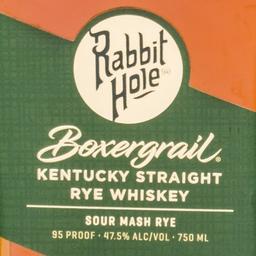 Rabbit
Hole
Boxergrail®
KENTUCKY STRAIGHT
RYE WHISKEY
SOUR MASH RYE
95 PROOF · 47.5% ALC/VOL · 750 ML